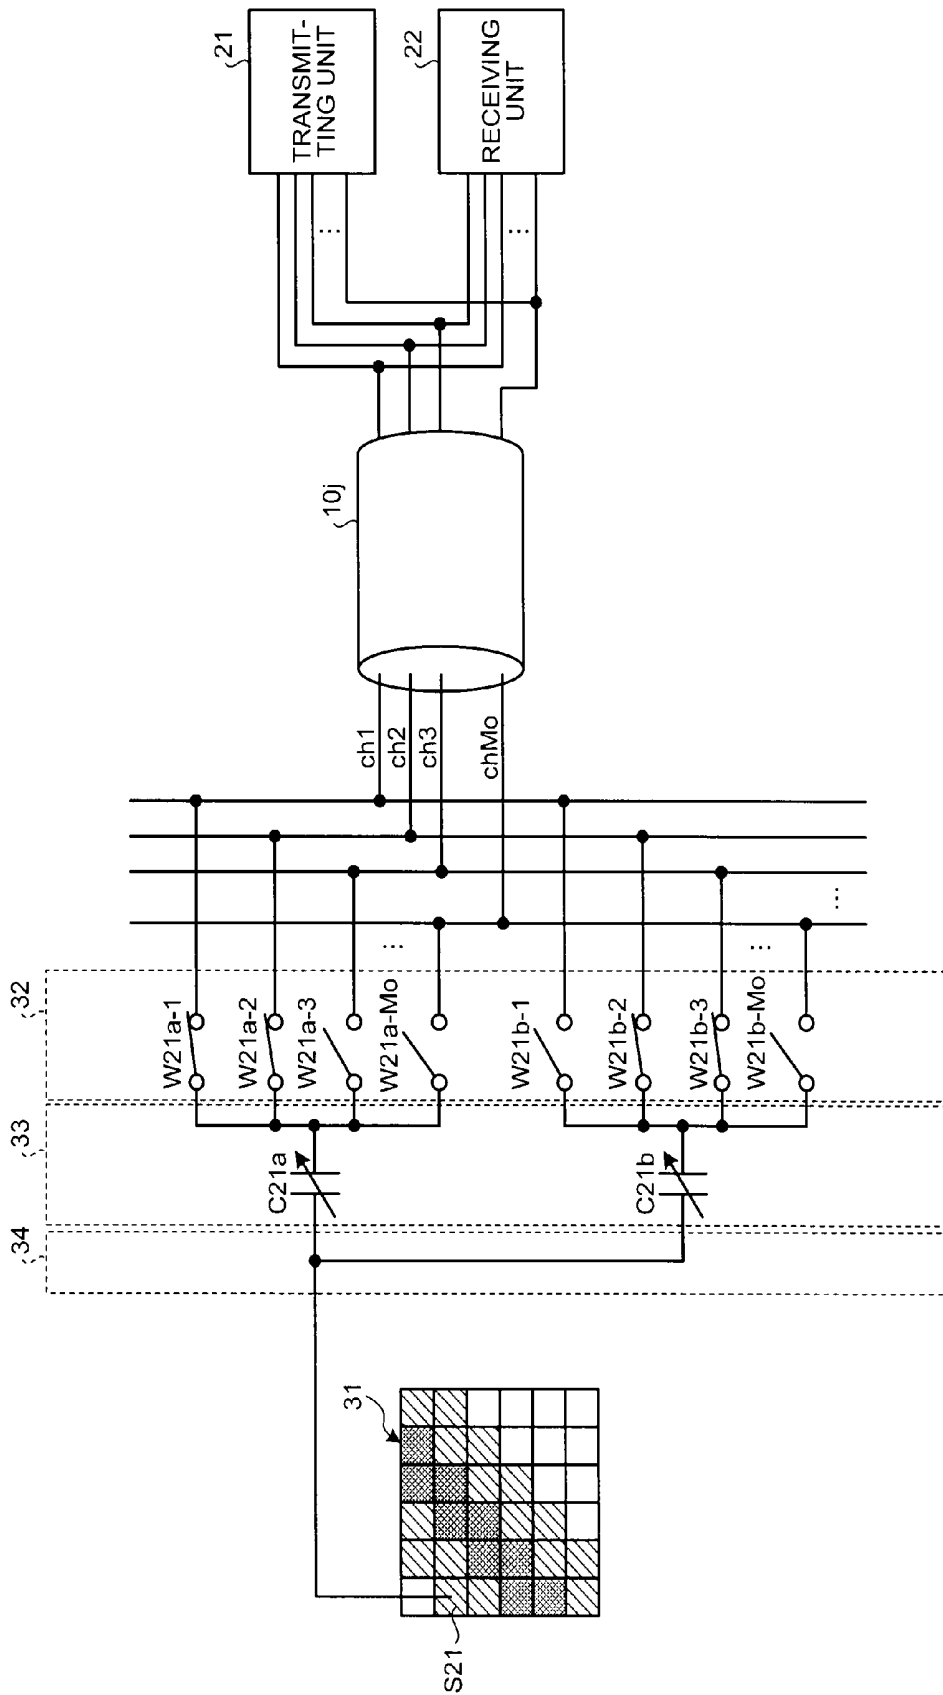 34
33
32
C21a
C21b
W21a-1
W21a-2
W21a-3
W21a-Mo
W21b-1
W21b-2
W21b-3
W21b-Mo
...
...
...
31
S21
ch1
ch2
ch3
chMo
10j
21
TRANSMIT-
TING UNIT
...
22
RECEIVING
UNIT
...